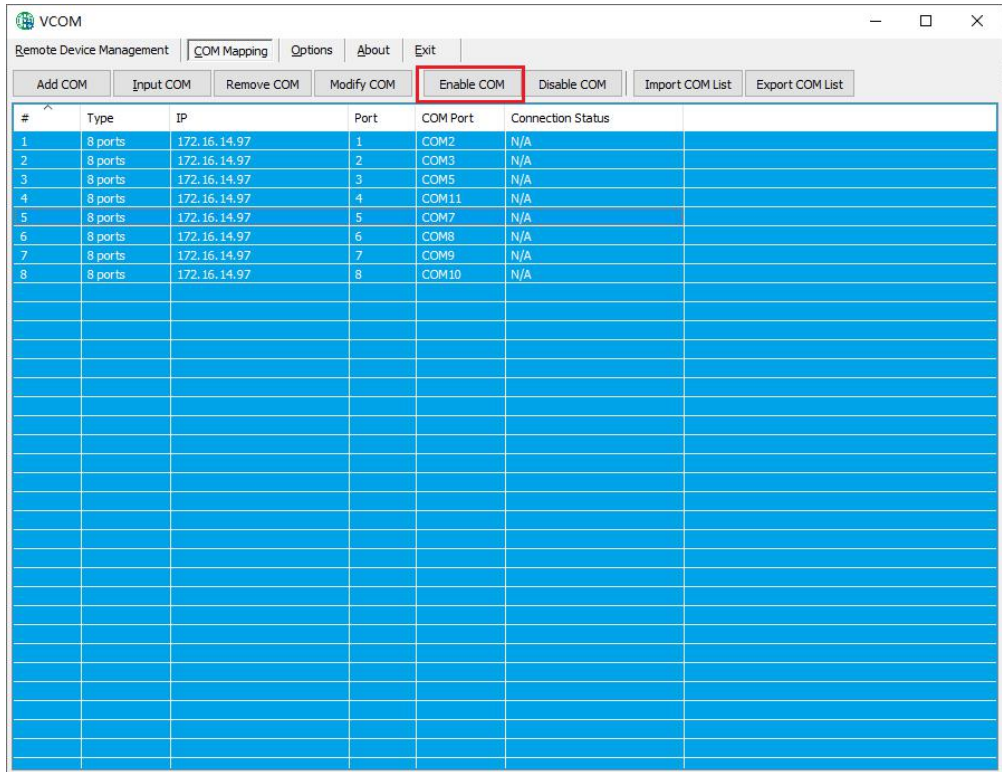 VCOM
Remote Device Management COM Mapping Options About Exit
Add COM Input COM Remove COM Modify COM Enable COM Disable COM Import COM List Export COM List
# Type IP Port COM Port Connection Status
1 8 ports 172.16.14.97 1 COM2 N/A
2 8 ports 172.16.14.97 2 COM3 N/A
3 8 ports 172.16.14.97 3 COM5 N/A
4 8 ports 172.16.14.97 4 COM11 N/A
5 8 ports 172.16.14.97 5 COM7 N/A
6 8 ports 172.16.14.97 6 COM8 N/A
7 8 ports 172.16.14.97 7 COM9 N/A
8 8 ports 172.16.14.97 8 COM10 N/A